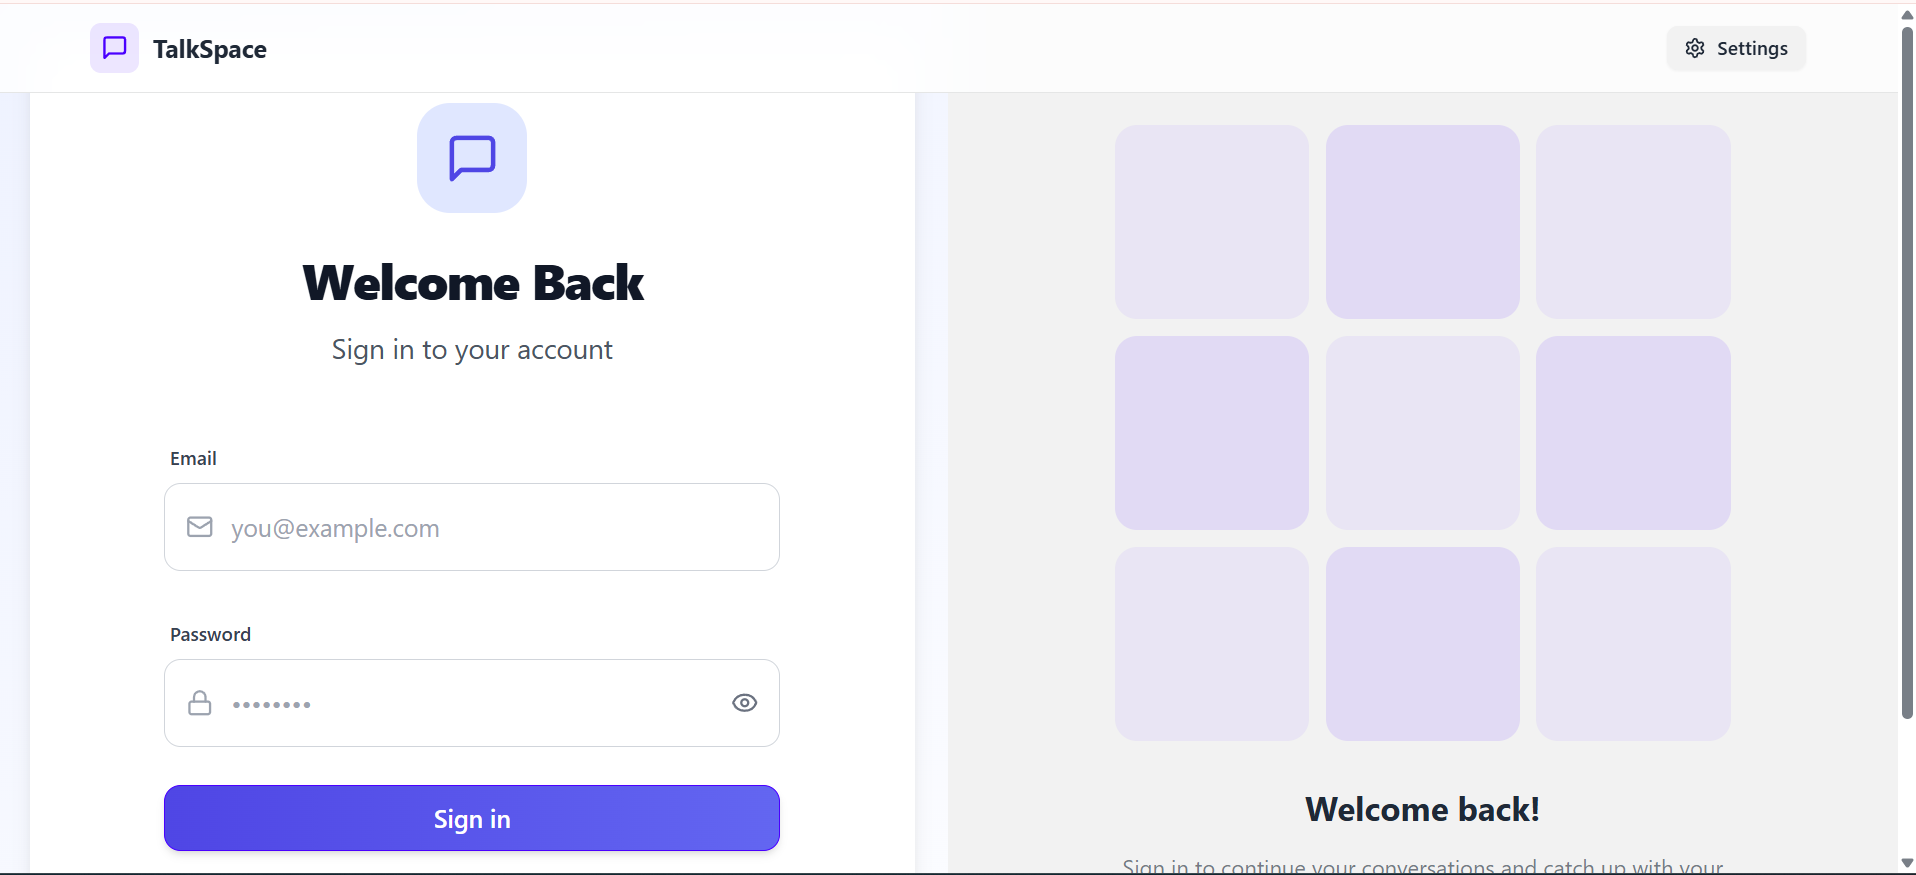 TalkSpace
Settings
Welcome Back
Sign in to your account
Email
you@example.com
Password
••••••••
Sign in
Welcome back!
Sign in to continue your conversations and catch up with your